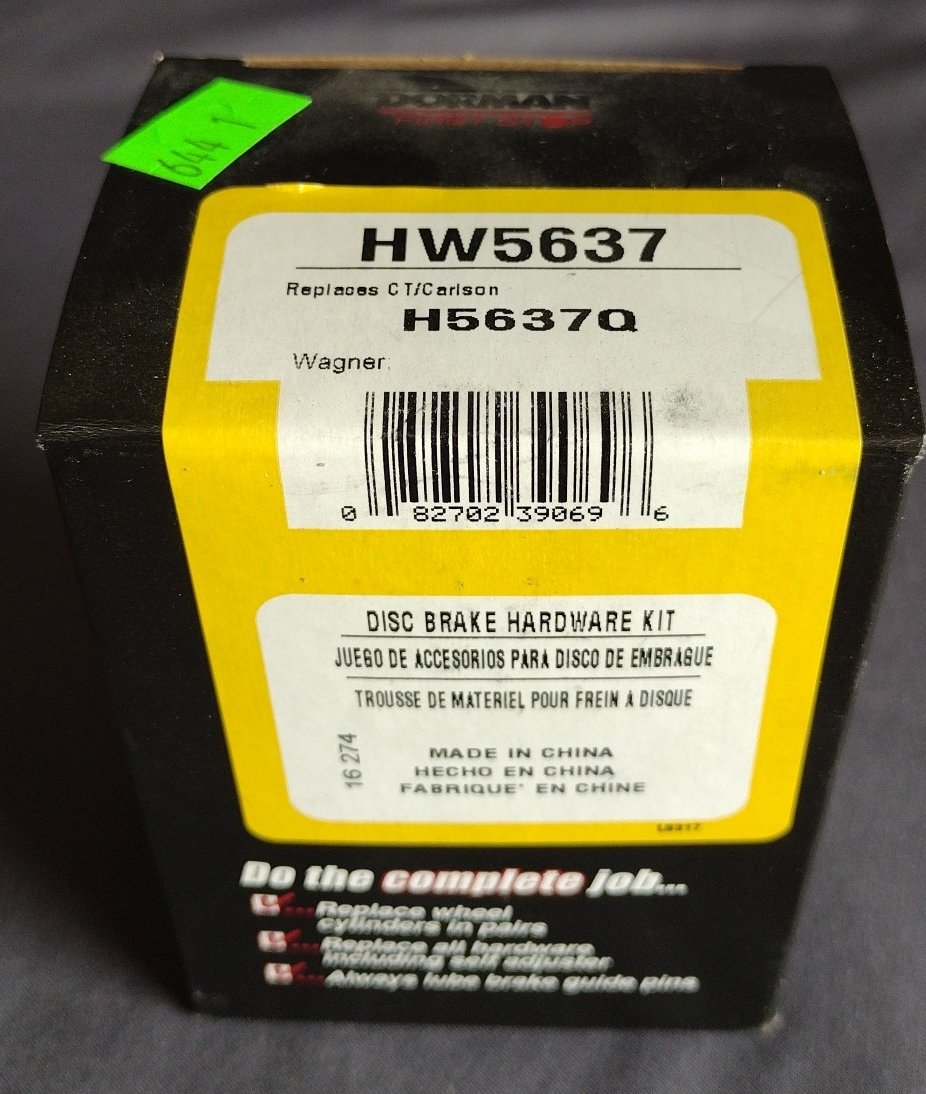 DORMAN
FIRST STOP
644 P
HW5637
Replaces CT/Carlson
H5637Q
Wagner:
0 82702 39069 6
DISC BRAKE HARDWARE KIT
JUEGO DE ACCESORIOS PARA DISCO DE EMBRAGUE
TROUSSE DE MATERIEL POUR FREIN A DISQUE
16 274
MADE IN CHINA
HECHO EN CHINA
FABRIQUE' EN CHINE
L9317
Do the complete job...
Replace wheel
cylinders in pairs
Replace all hardware
including self adjuster
Always lube brake guide pins